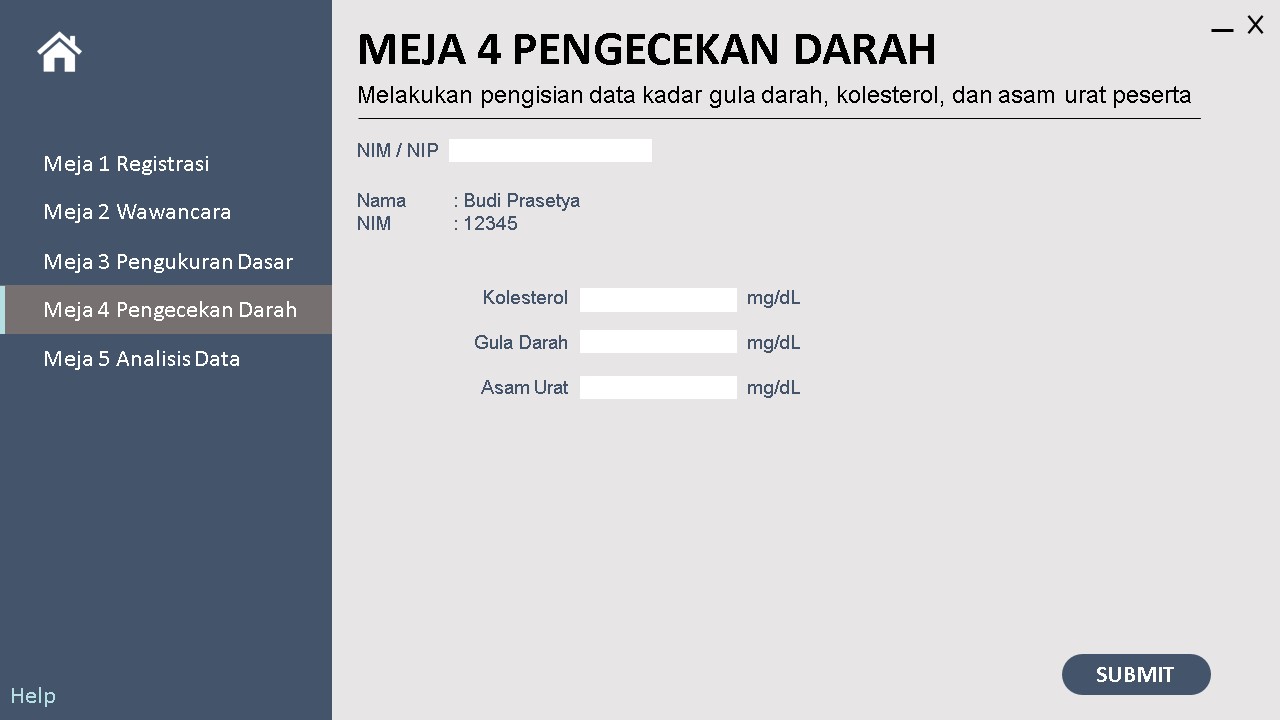 MEJA 4 PENGECEKAN DARAH
Melakukan pengisian data kadar gula darah, kolesterol, dan asam urat peserta
Meja 1 Registrasi
Meja 2 Wawancara
Meja 3 Pengukuran Dasar
Meja 4 Pengecekan Darah
Meja 5 Analisis Data
Help
NIM / NIP
Nama : Budi Prasetya
NIM : 12345
Kolesterol mg/dL
Gula Darah mg/dL
Asam Urat mg/dL
SUBMIT